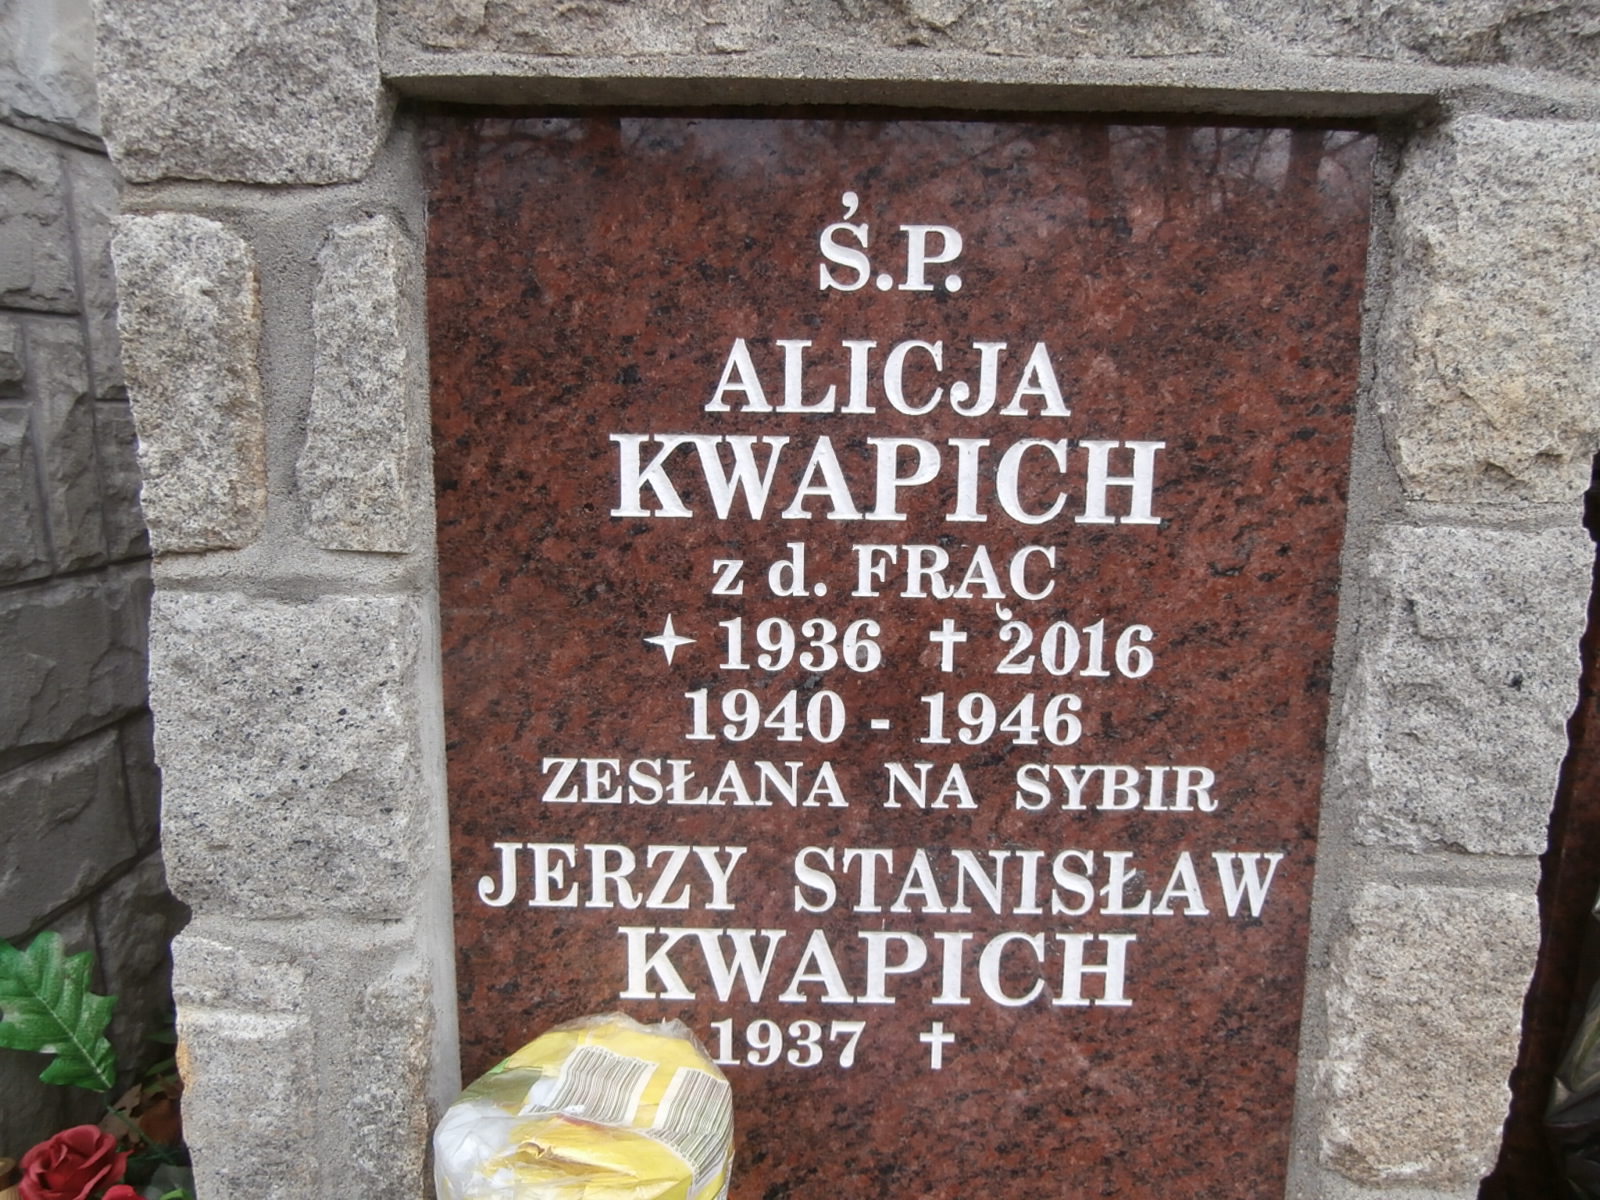 Ś.P.
ALICJA
KWAPICH
z d. FRĄC
1936 † 2016
1940 - 1946
ZESŁANA NA SYBIR
JERZY STANISŁAW
KWAPICH
1937 †